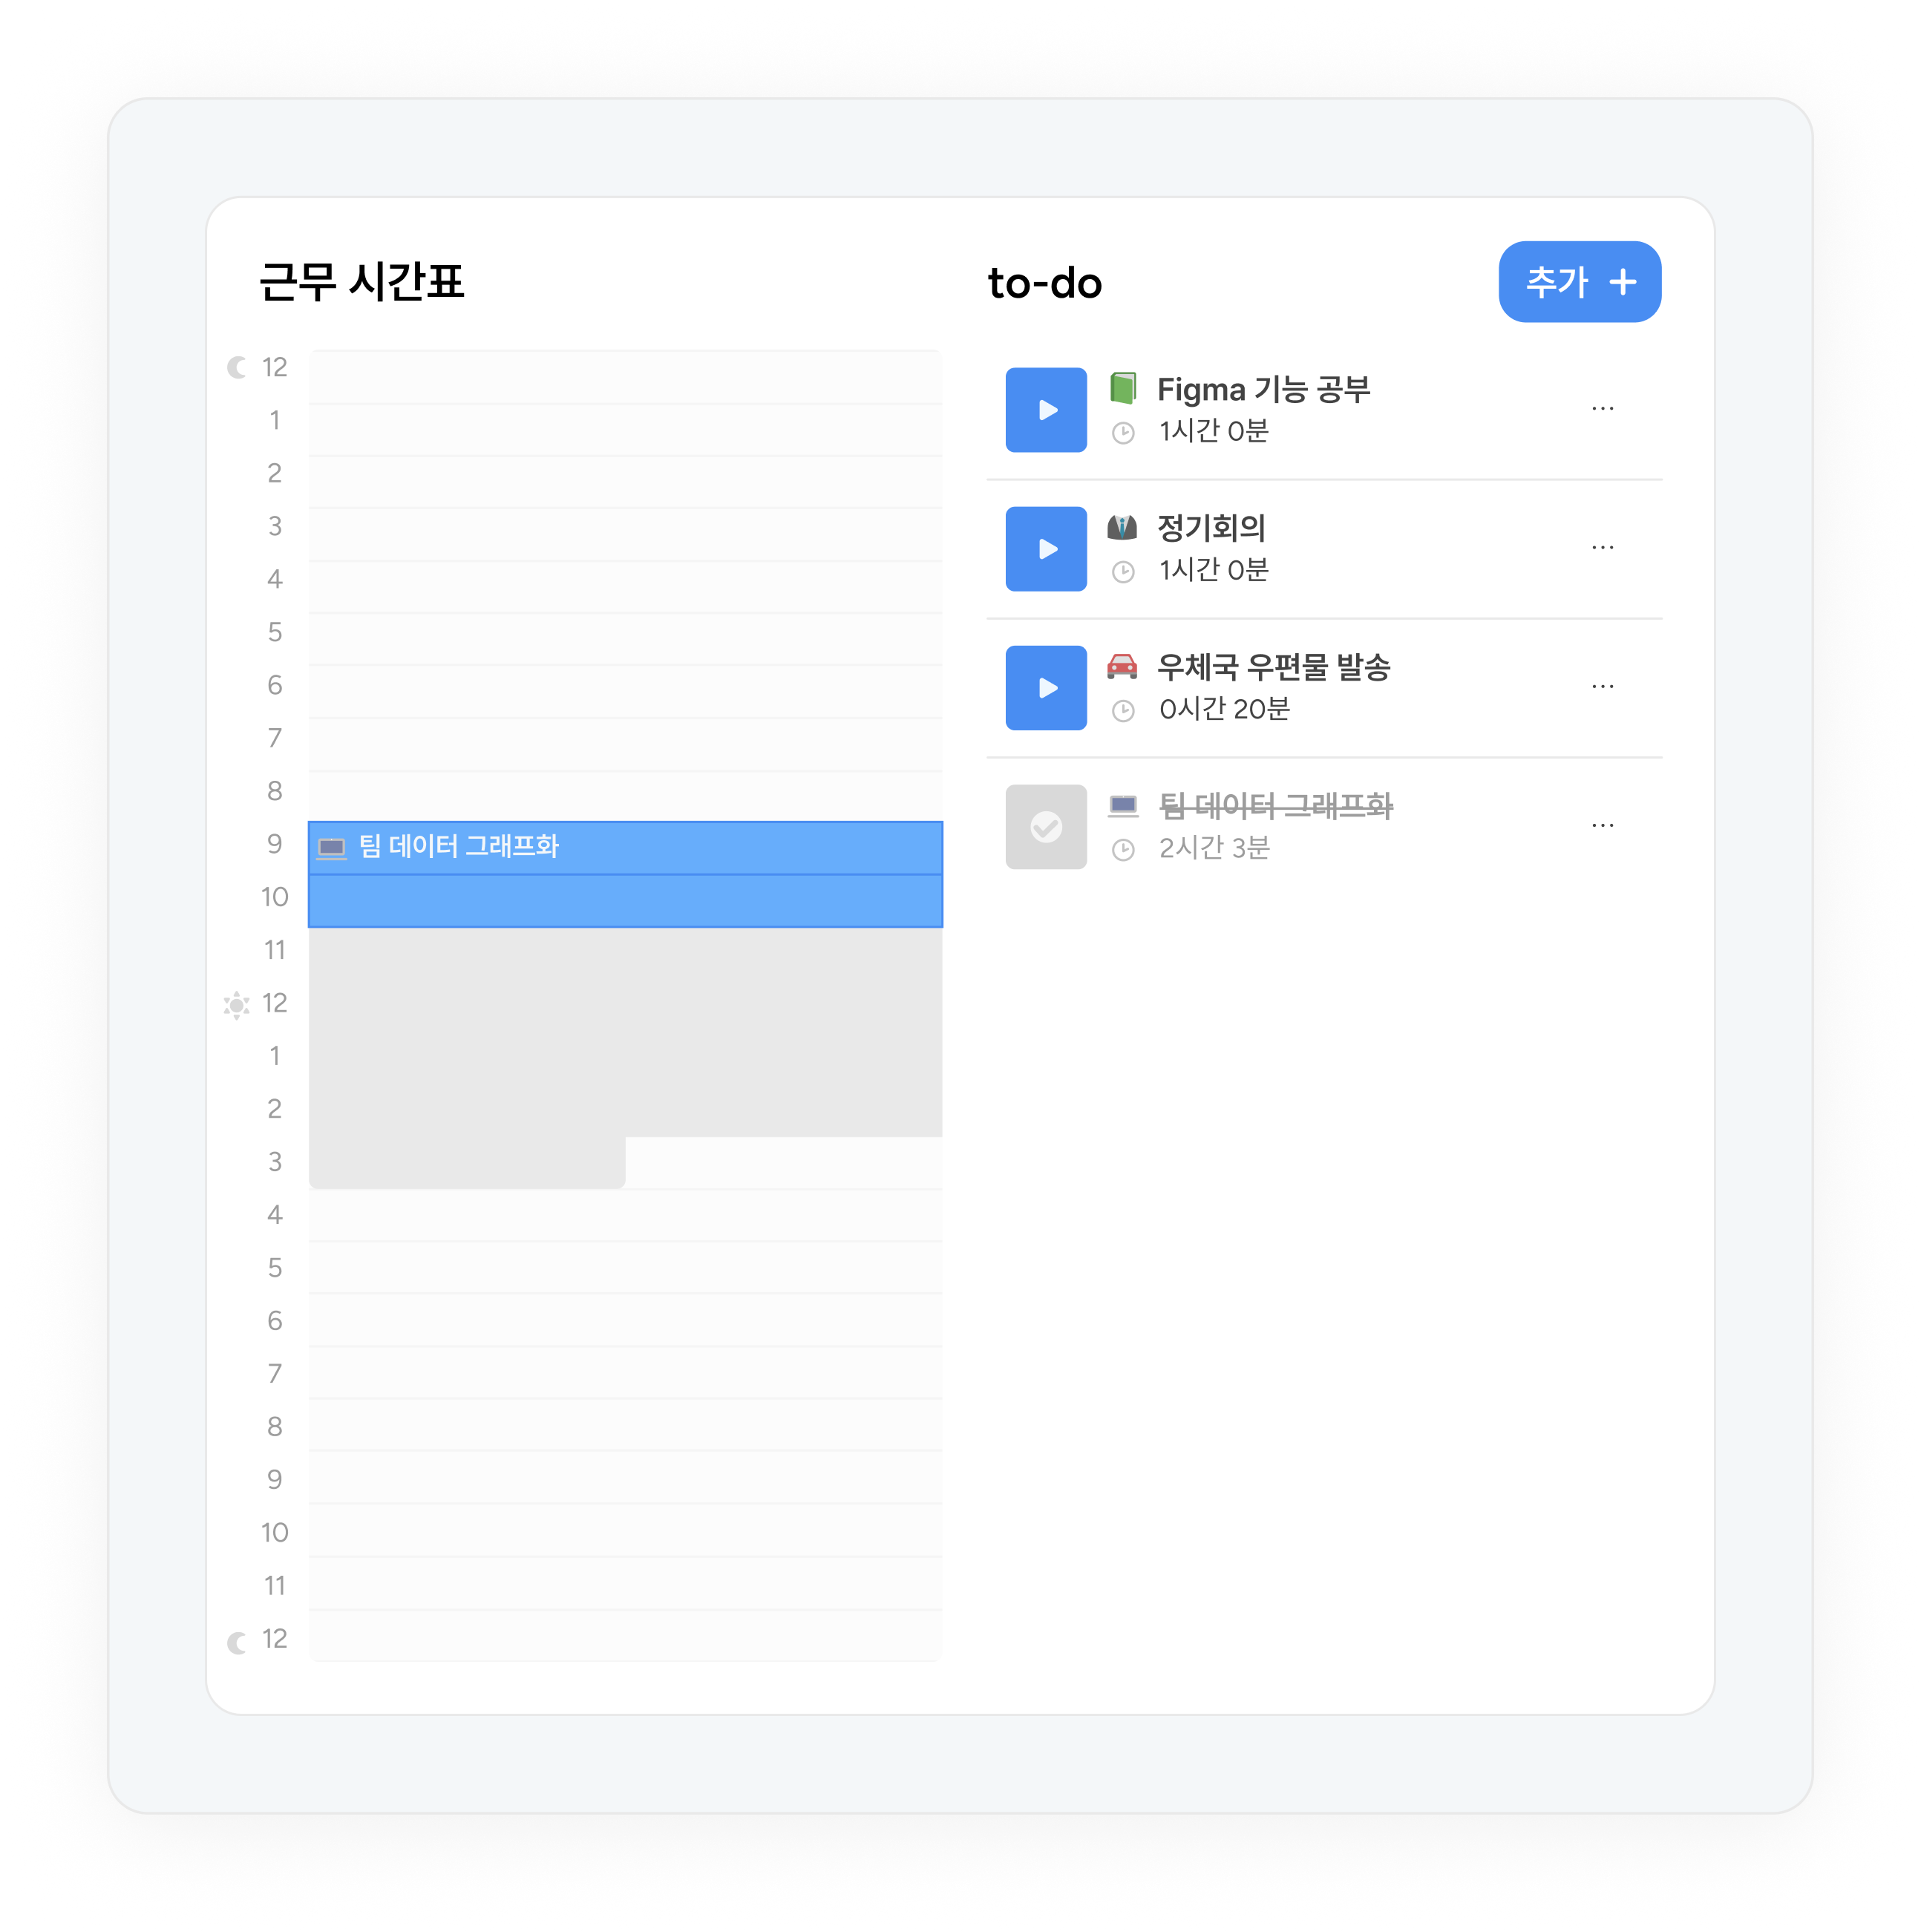 근무 시간표
12
1
2
3
4
5
6
7
8
9
팀 데이터 그래프화
10
11
12
1
2
3
4
5
6
7
8
9
10
11
12
to-do
추가 +
Figma 기능 공부
1시간 0분
정기회의
1시간 0분
우체국 우편물 발송
0시간 20분
팀 데이터 그래프화
2시간 3분